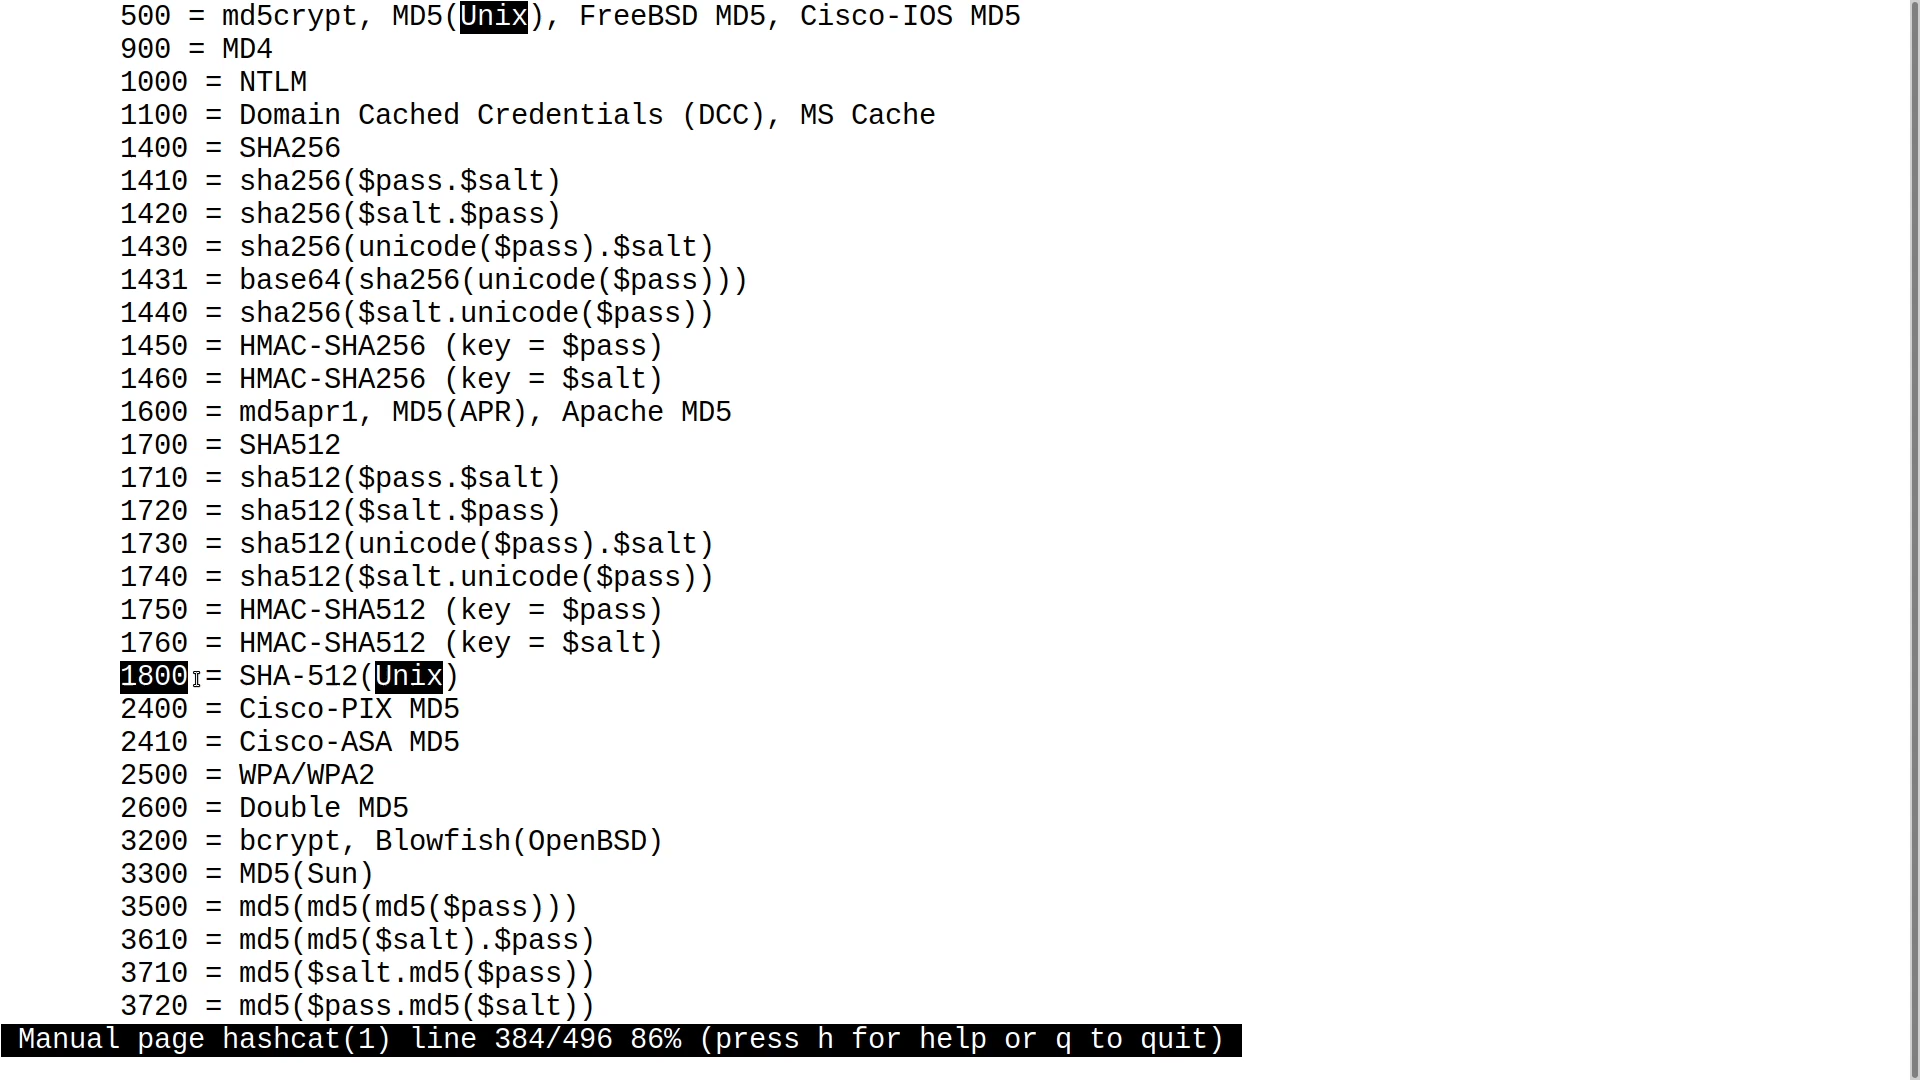 500 = md5crypt, MD5(Unix), FreeBSD MD5, Cisco-IOS MD5
900 = MD4
1000 = NTLM
1100 = Domain Cached Credentials (DCC), MS Cache
1400 = SHA256
1410 = sha256($pass.$salt)
1420 = sha256($salt.$pass)
1430 = sha256(unicode($pass).$salt)
1431 = base64(sha256(unicode($pass)))
1440 = sha256($salt.unicode($pass))
1450 = HMAC-SHA256 (key = $pass)
1460 = HMAC-SHA256 (key = $salt)
1600 = md5apr1, MD5(APR), Apache MD5
1700 = SHA512
1710 = sha512($pass.$salt)
1720 = sha512($salt.$pass)
1730 = sha512(unicode($pass).$salt)
1740 = sha512($salt.unicode($pass))
1750 = HMAC-SHA512 (key = $pass)
1760 = HMAC-SHA512 (key = $salt)
1800 = SHA-512(Unix)
2400 = Cisco-PIX MD5
2410 = Cisco-ASA MD5
2500 = WPA/WPA2
2600 = Double MD5
3200 = bcrypt, Blowfish(OpenBSD)
3300 = MD5(Sun)
3500 = md5(md5(md5($pass)))
3610 = md5(md5($salt).$pass)
3710 = md5($salt.md5($pass))
3720 = md5($pass.md5($salt))
Manual page hashcat(1) line 384/496 86% (press h for help or q to quit)